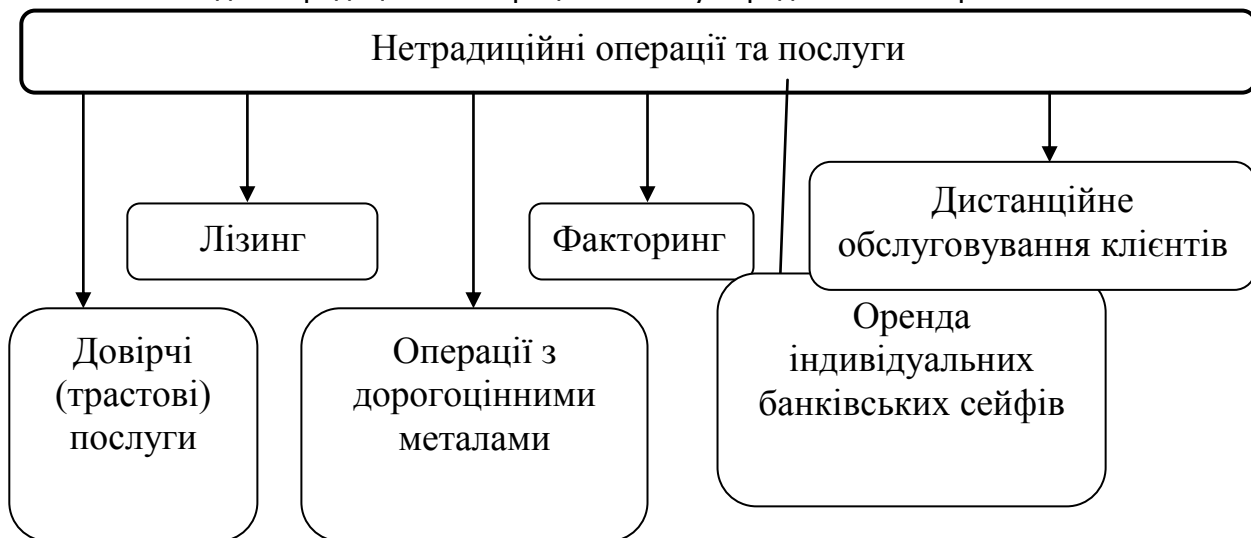 Нетрадиційні операції та послуги
Лізинг
Факторинг
Дистанційне
обслуговування клієнтів
Довірчі
(трастові)
послуги
Операції з
дорогоцінними
металами
Оренда
індивідуальних
банківських сейфів